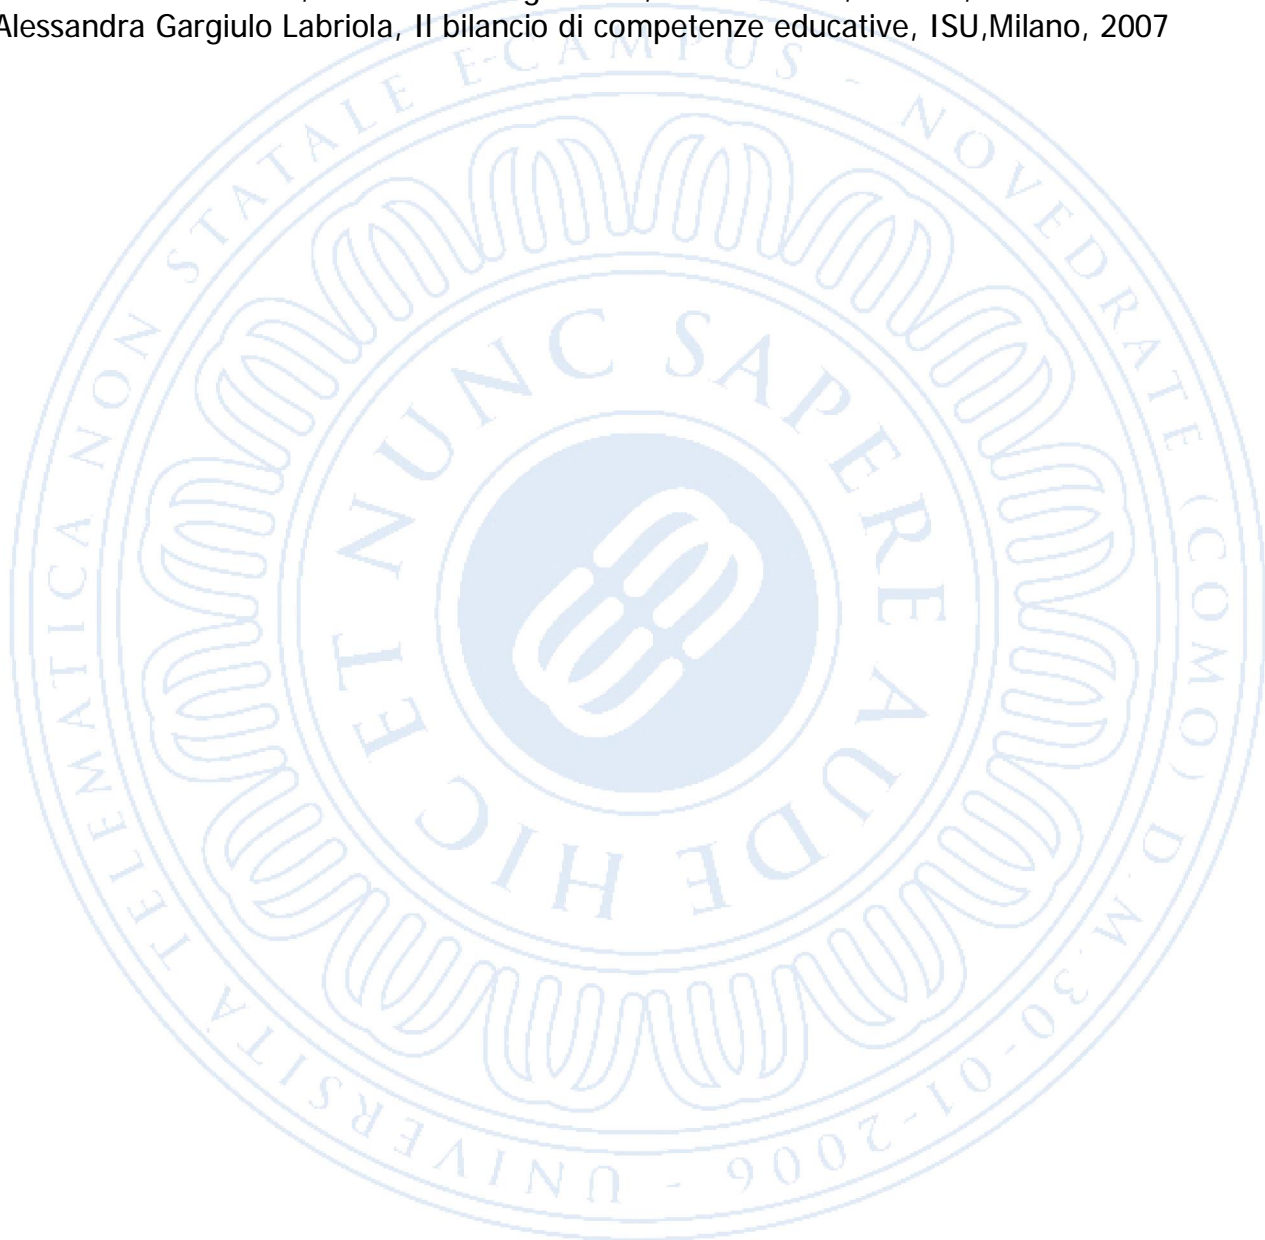 Alessandra Gargiulo Labriola, Il bilancio di competenze educative, ISU,Milano, 2007
UNIVERSITÀ TELEMATICA NON STATALE E-CAMPUS - NOVEDRATE (COMO) D.M. 30-01-2006 -
HIC ET NUNC SAPERE AUDE